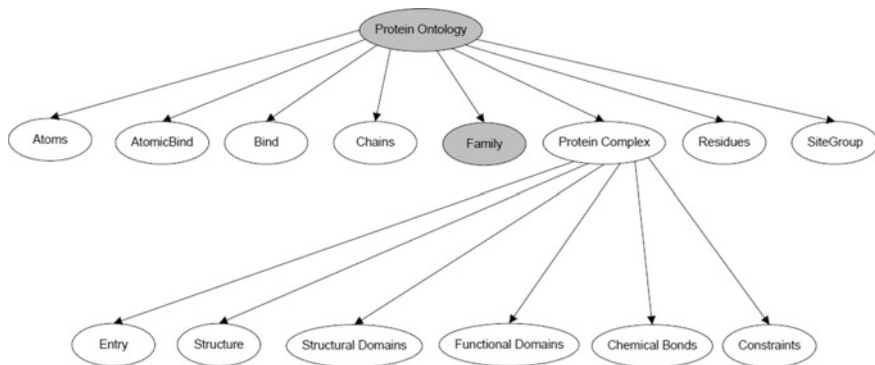 Protein Ontology
Atoms
AtomicBind
Bind
Chains
Family
Protein Complex
Residues
SiteGroup
Entry
Structure
Structural Domains
Functional Domains
Chemical Bonds
Constraints